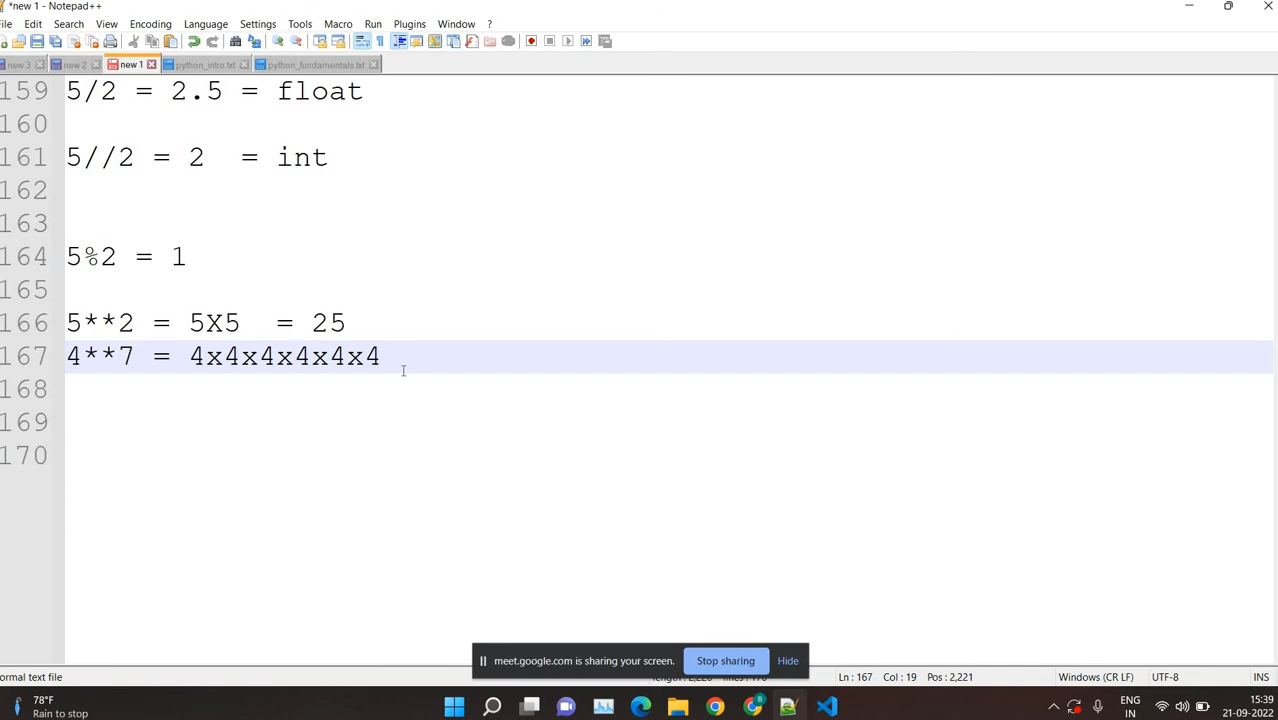 *new 1 - Notepad++
File Edit Search View Encoding Language Settings Tools Macro Run Plugins Window ?
new 3 new 2 new 1 python_intro.txt python_fundamentals.txt
159 5/2 = 2.5 = float
160
161 5//2 = 2 = int
162
163
164 5%2 = 1
165
166 5**2 = 5X5 = 25
167 4**7 = 4x4x4x4x4x4
168
169
170
meet.google.com is sharing your screen. Stop sharing Hide
ormal text file Ln : 167 Col : 19 Pos : 2,221 Windows (CR LF) UTF-8 INS
78°F
Rain to stop
ENG
IN
15:39
21-09-2022